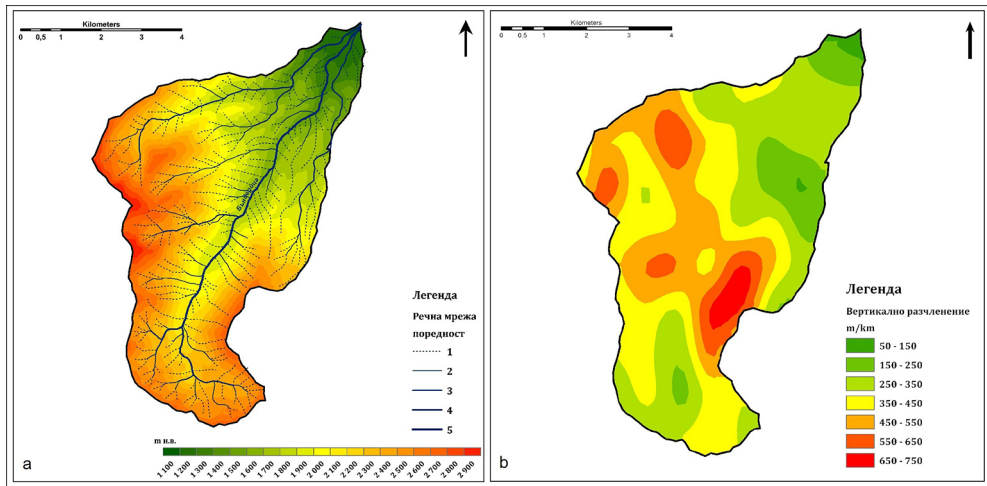 Kilometers
0 0,5 1 2 3 4
Легенда
Речна мрежа
поредност
1
2
3
4
5
m н.в.
1 100 1 200 1 300 1 400 1 500 1 600 1 700 1 800 1 900 2 000 2 100 2 200 2 300 2 400 2 500 2 600 2 700 2 800 2 900
a
Kilometers
0 0.5 1 2 3 4
Легенда
Вертикално разчленение
m/km
50 - 150
150 - 250
250 - 350
350 - 450
450 - 550
550 - 650
650 - 750
b